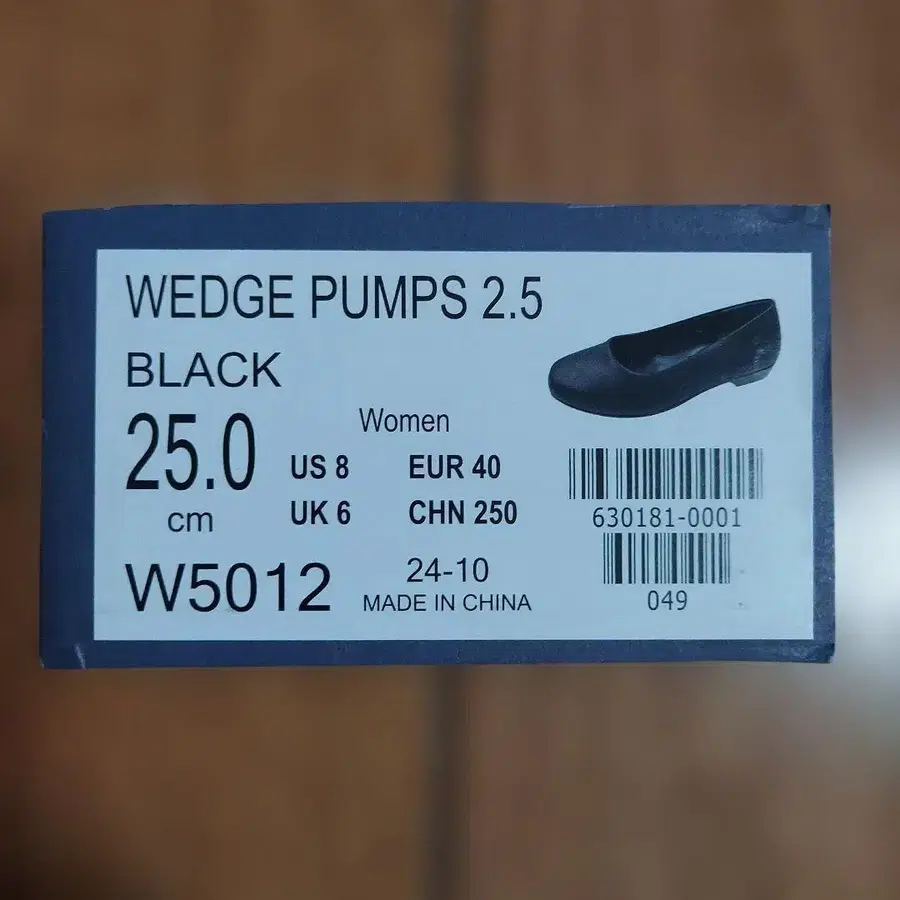 WEDGE PUMPS 2.5
BLACK
Women
25.0
cm
US 8 EUR 40
UK 6 CHN 250
W5012
24-10
MADE IN CHINA
630181-0001
049